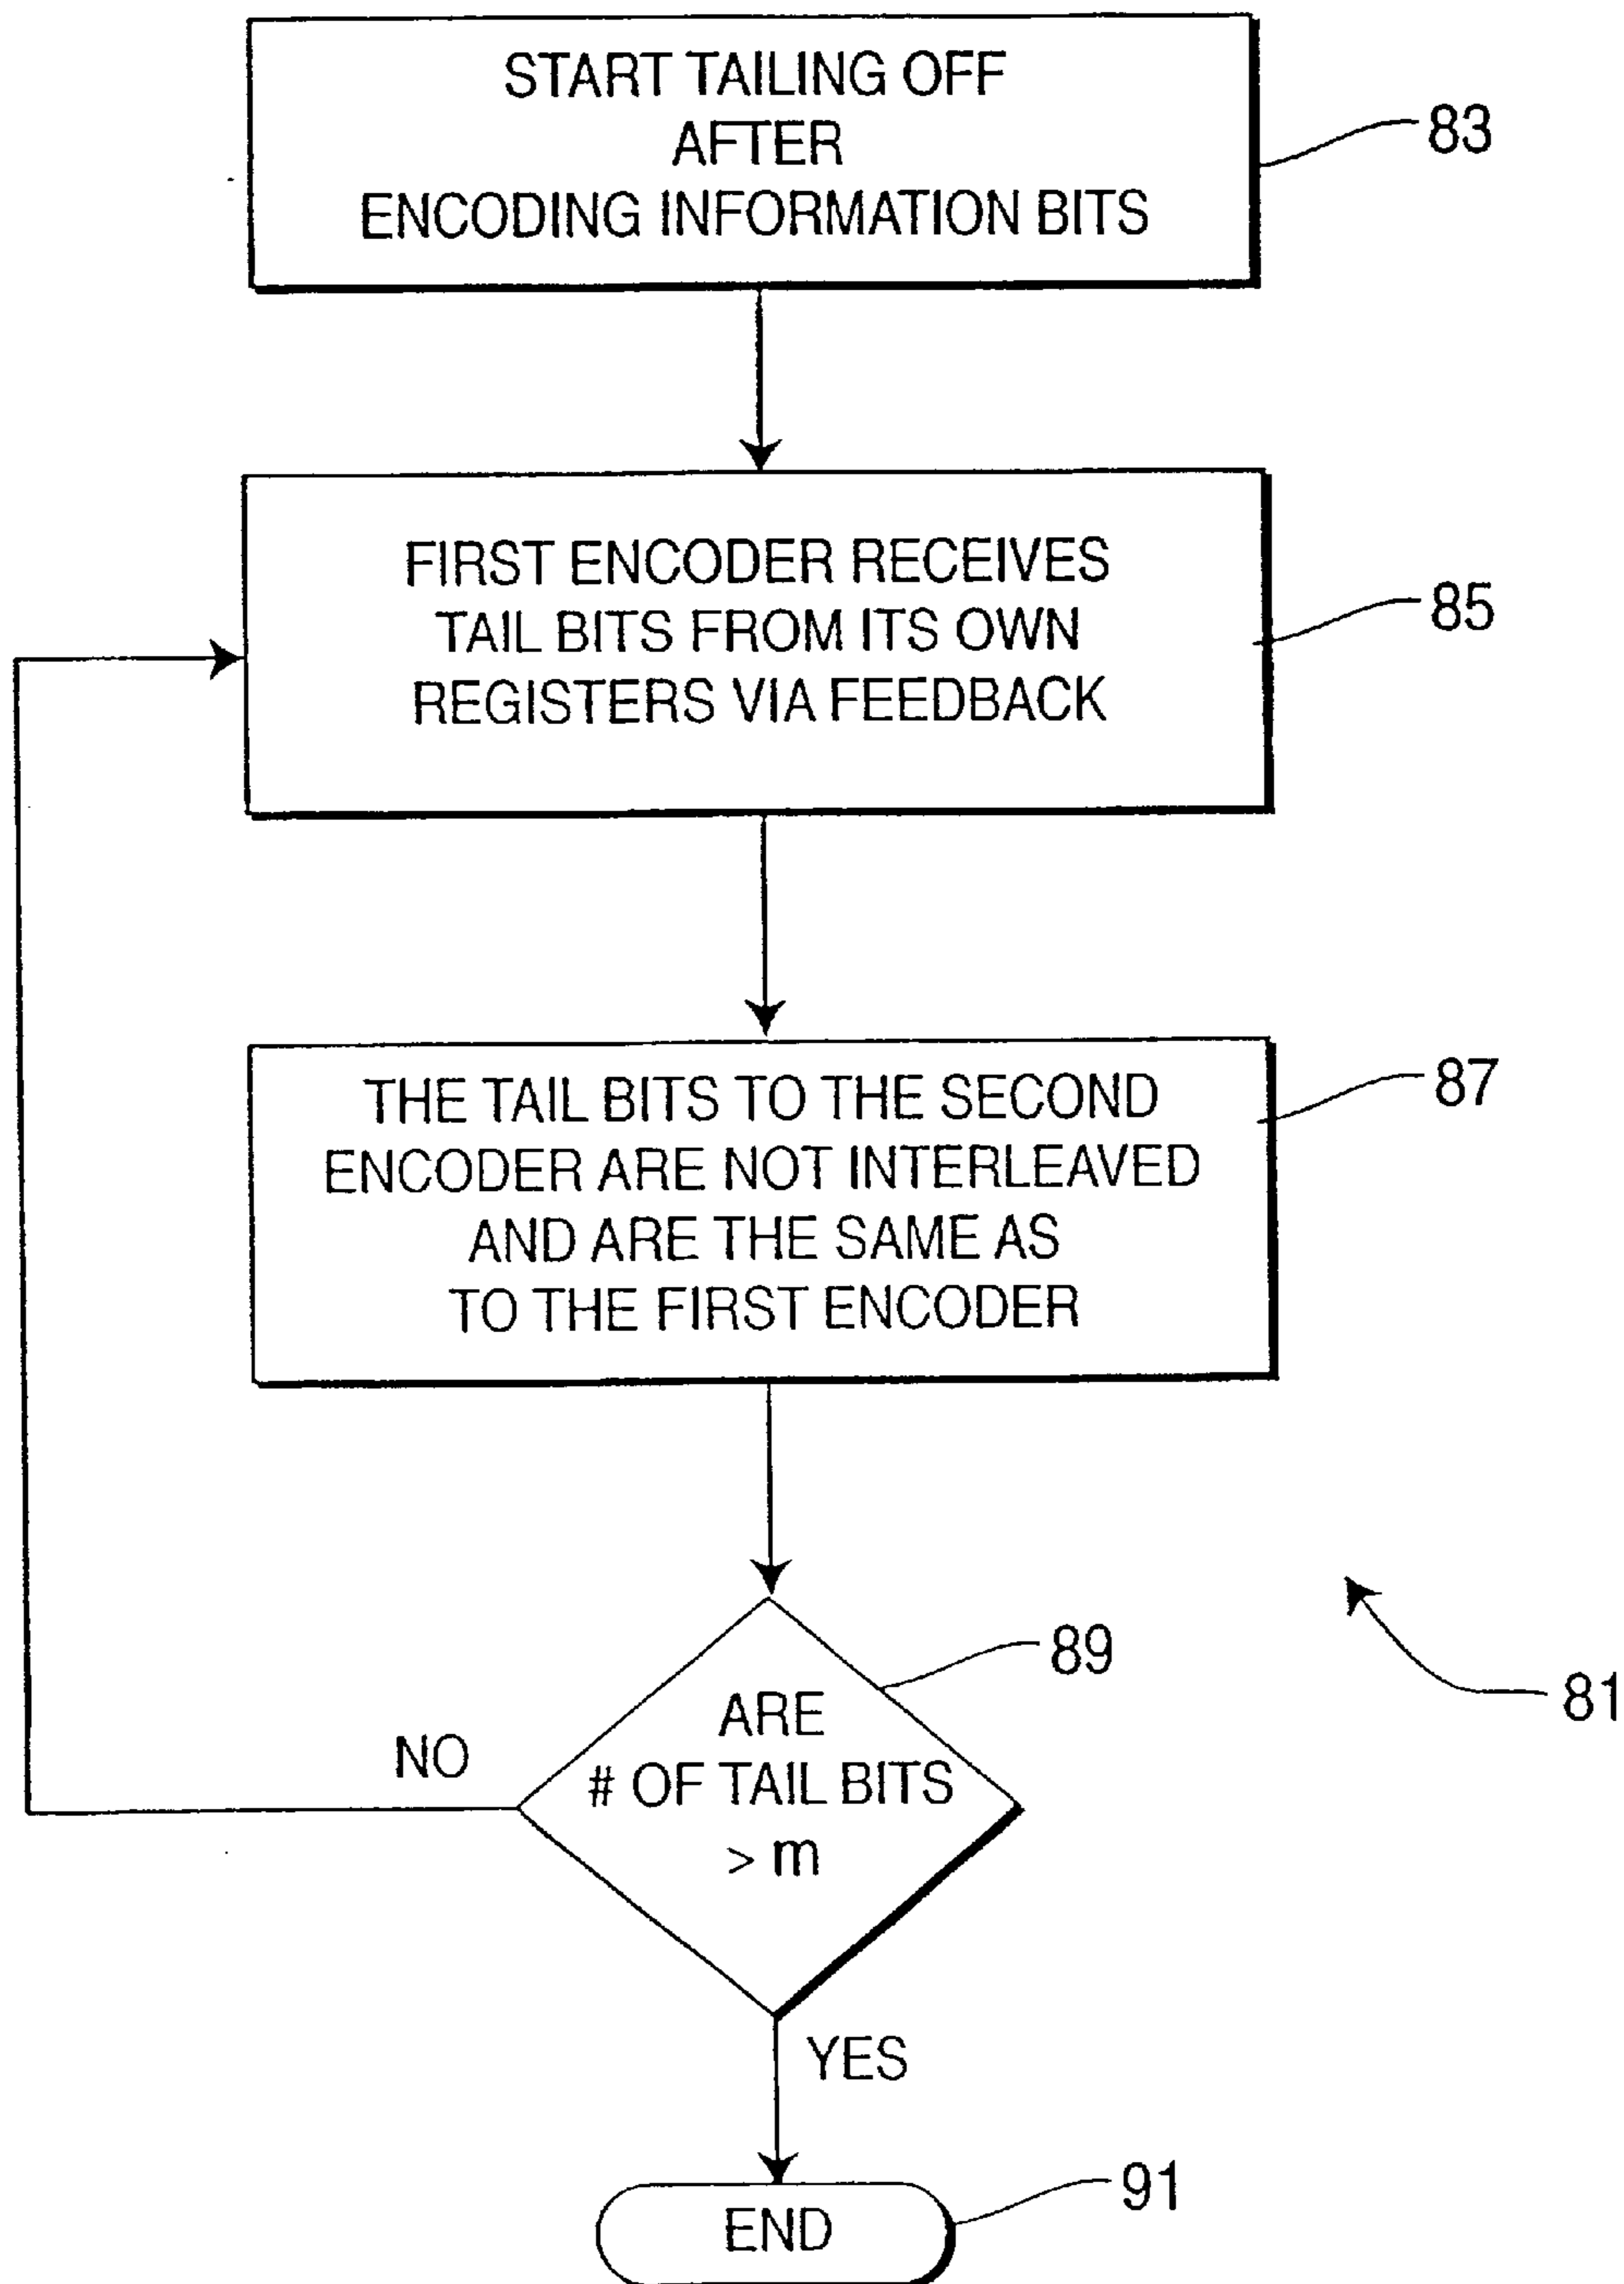 START TAILING OFF
AFTER
ENCODING INFORMATION BITS
83
FIRST ENCODER RECEIVES
TAIL BITS FROM ITS OWN
REGISTERS VIA FEEDBACK
85
THE TAIL BITS TO THE SECOND
ENCODER ARE NOT INTERLEAVED
AND ARE THE SAME AS
TO THE FIRST ENCODER
87
ARE
# OF TAIL BITS
> m
89
81
NO
YES
END
91